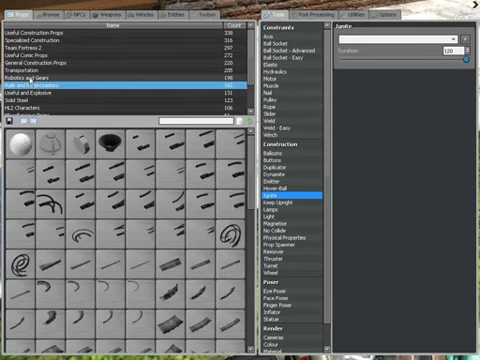 Props Browse NPCs Weapons Vehicles Entities Toybox
Name Count
Useful Construction Props 338
Specialized Construction 316
Team Fortress 2 297
Useful Comic Props 272
General Construction Props 220
Transportation 205
Robotics and Gears 198
Useful and Explosive 131
Solid Steel 123
HL2 Characters 106
Tools Post Processing Utilities Options
Constraints
Axis
Ball Socket
Ball Socket - Advanced
Ball Socket - Easy
Elastic
Hydraulics
Motor
Muscle
Nail
Pulley
Rope
Slider
Weld
Weld - Easy
Winch
Construction
Balloons
Buttons
Duplicator
Dynamite
Emitter
Hover-Ball
Ignite
Keep Upright
Lamps
Light
Magnetise
No Collide
Physical Properties
Prop Spawner
Remover
Thruster
Turret
Wheel
Poser
Eye Poser
Face Poser
Finger Poser
Inflator
Statue
Render
Cameras
Colour
Material
Ignite
Duration: 120